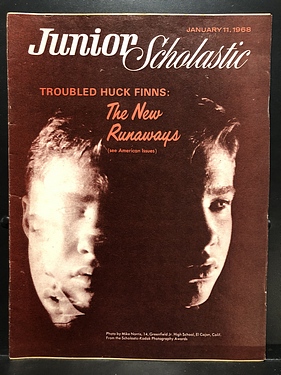 JANUARY 11, 1968
Junior Scholastic
TROUBLED HUCK FINNS:
The New
Runaways
(see American Issues)
Photo by Mike Norris, 14, Greenfield Jr. High School, El Cajon, Calif.
From the Scholastic-Kodak Photography Awards